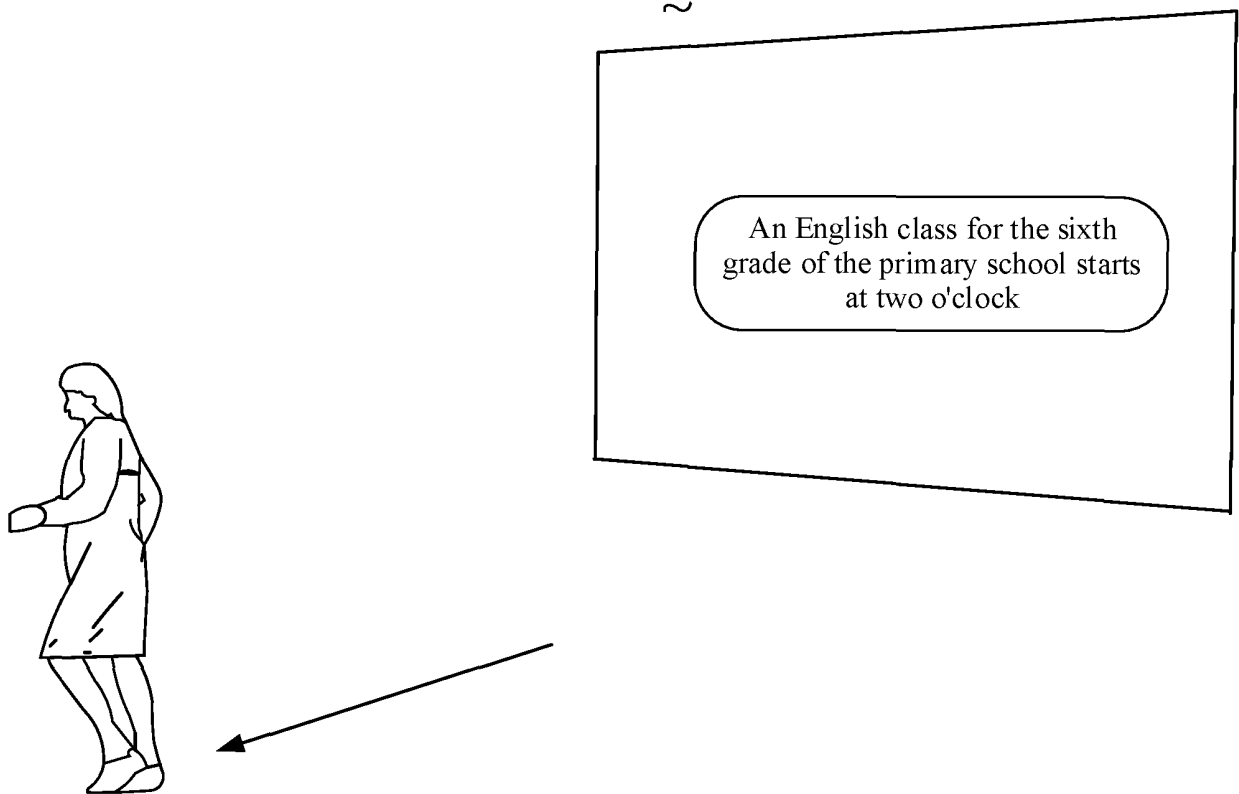 An English class for the sixth
grade of the primary school starts
at two o'clock